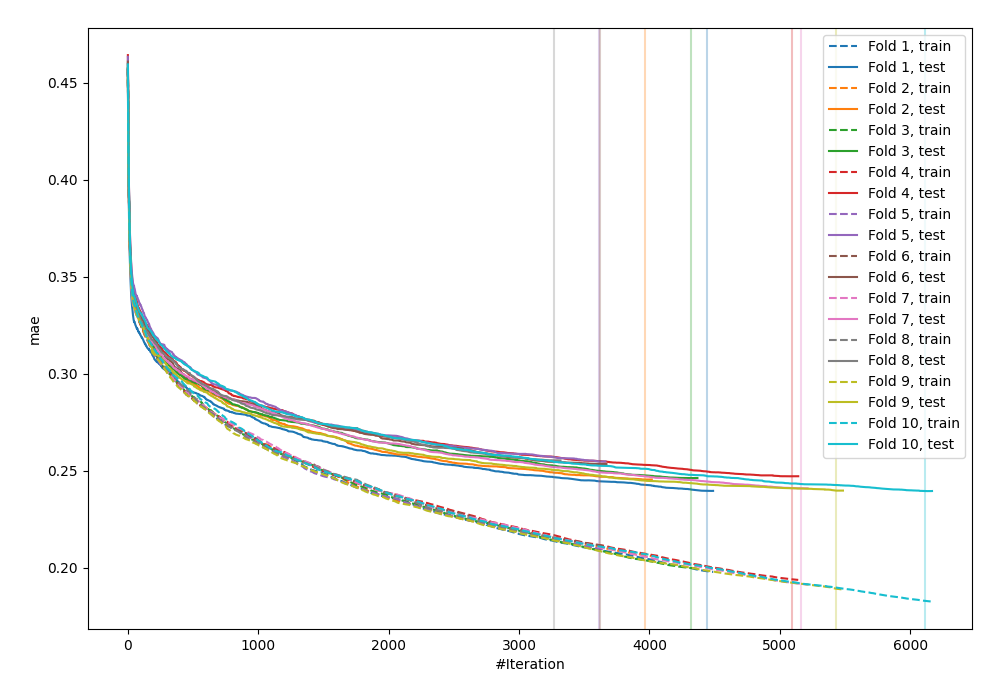 0.45
0.40
0.35
0.30
0.25
0.20
mae
0
1000
2000
3000
4000
5000
6000
#Iteration
Fold 1, train
Fold 1, test
Fold 2, train
Fold 2, test
Fold 3, train
Fold 3, test
Fold 4, train
Fold 4, test
Fold 5, train
Fold 5, test
Fold 6, train
Fold 6, test
Fold 7, train
Fold 7, test
Fold 8, train
Fold 8, test
Fold 9, train
Fold 9, test
Fold 10, train
Fold 10, test